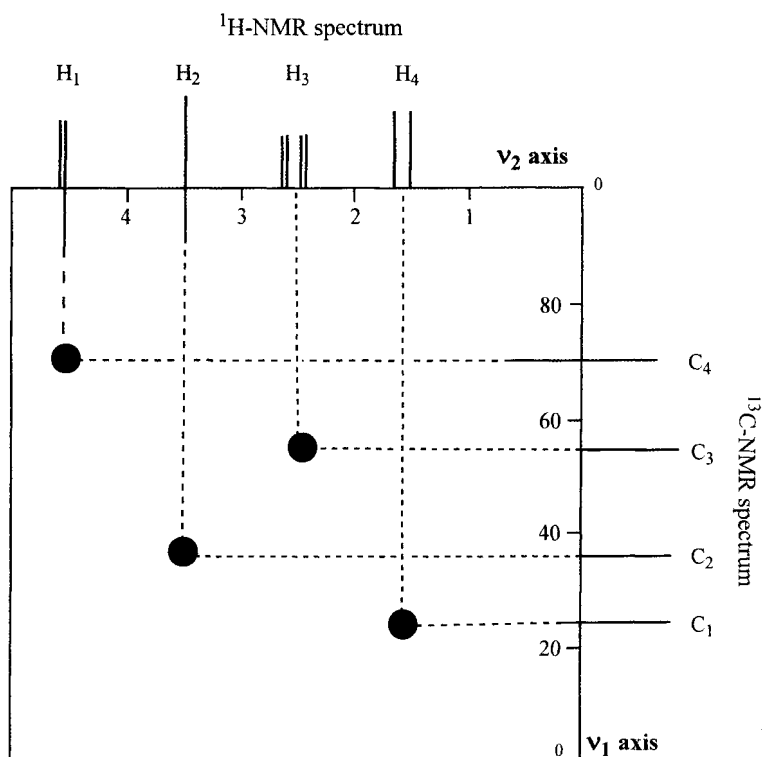 ¹H-NMR spectrum
H₁ H₂ H₃ H₄
ν₂ axis
0
4 3 2 1
80
C₄
60
C₃
40
C₂
C₁
20
0 ν₁ axis
¹³C-NMR spectrum